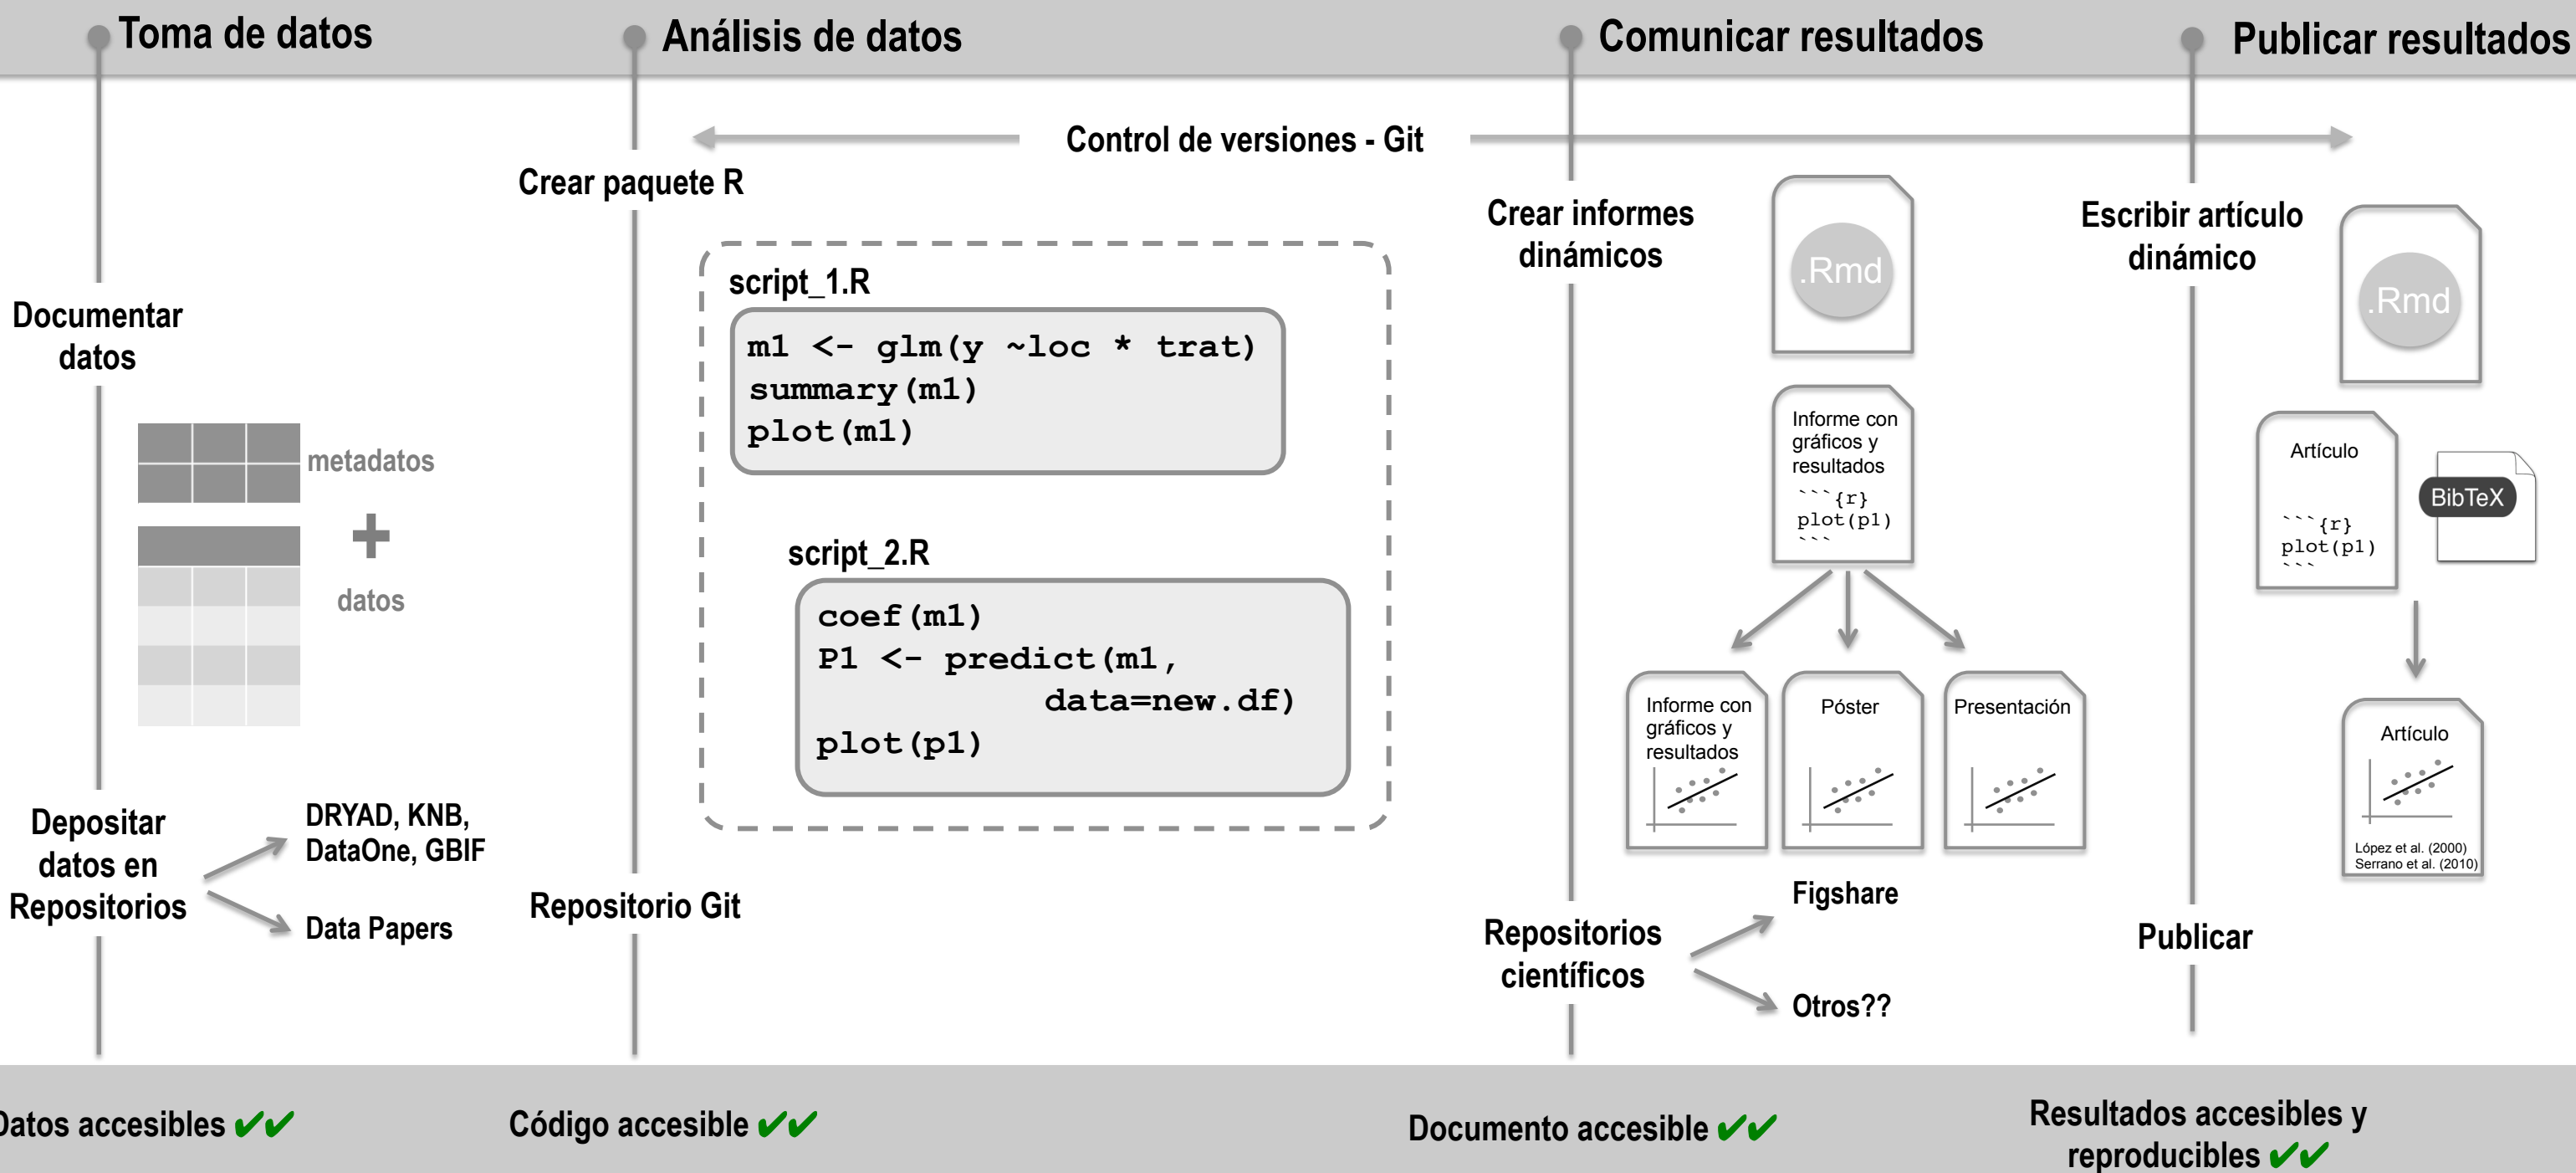 Toma de datos
Análisis de datos
Comunicar resultados
Publicar resultados
Control de versiones - Git
Documentar
datos
metadatos
+
datos
Depositar
datos en
Repositorios
DRYAD, KNB,
DataOne, GBIF
Data Papers
Crear paquete R
script_1.R
m1 <- glm(y ~loc * trat)
summary(m1)
plot(m1)
script_2.R
coef(m1)
P1 <- predict(m1,
data=new.df)
plot(p1)
Repositorio Git
Crear informes
dinámicos
.Rmd
Informe con
gráficos y
resultados
```{r}
plot(p1)
```
Informe con
gráficos y
resultados
Póster
Presentación
Repositorios
científicos
Figshare
Otros??
Escribir artículo
dinámico
.Rmd
Artículo
```{r}
plot(p1)
```
BibTeX
Artículo
López et al. (2000)
Serrano et al. (2010)
Publicar
Datos accesibles ✔✔
Código accesible ✔✔
Documento accesible ✔✔
Resultados accesibles y
reproducibles ✔✔